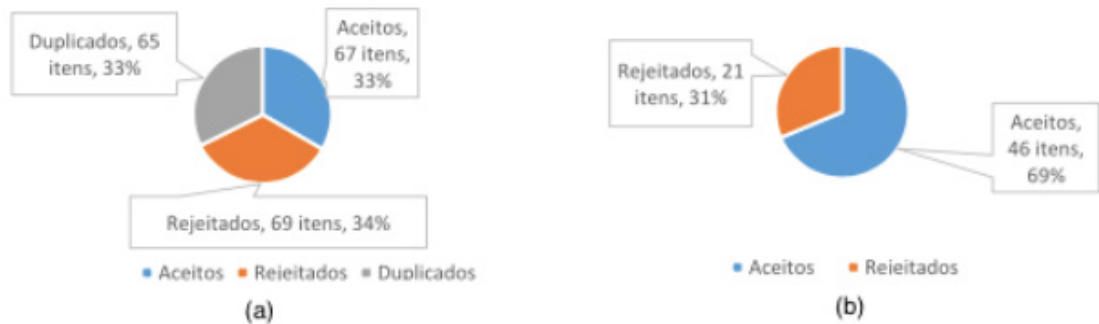 Duplicados, 65
itens, 33%
Aceitos,
67 itens,
33%
Rejeitados, 69 itens, 34%
Aceitos Rejeitados Duplicados
(a)
Rejeitados, 21
itens, 31%
Aceitos,
46 itens,
69%
Aceitos Rejeitados
(b)